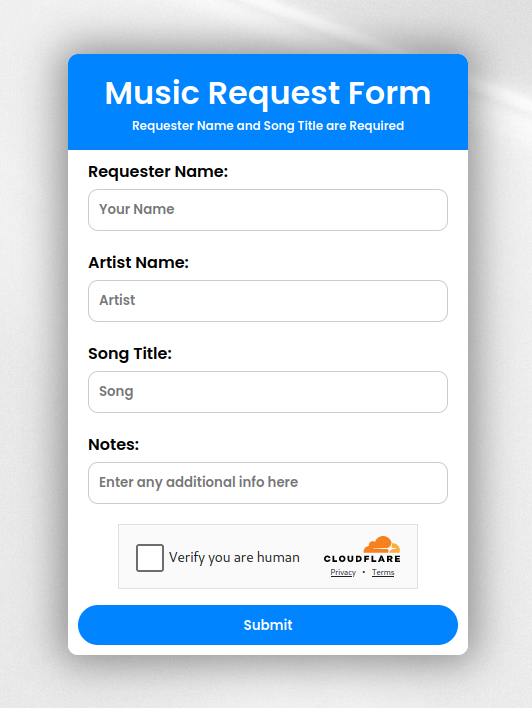 Music Request Form
Requester Name and Song Title are Required
Requester Name:
Your Name
Artist Name:
Artist
Song Title:
Song
Notes:
Enter any additional info here
Verify you are human
CLOUDFLARE
Privacy • Terms
Submit